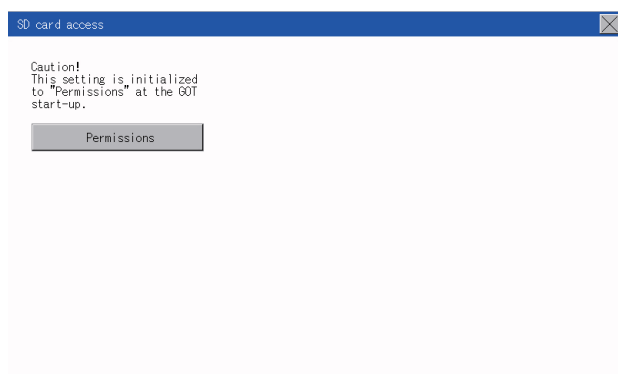 SD card access
Caution!
This setting is initialized
to "Permissions" at the GOT
start-up.
Permissions